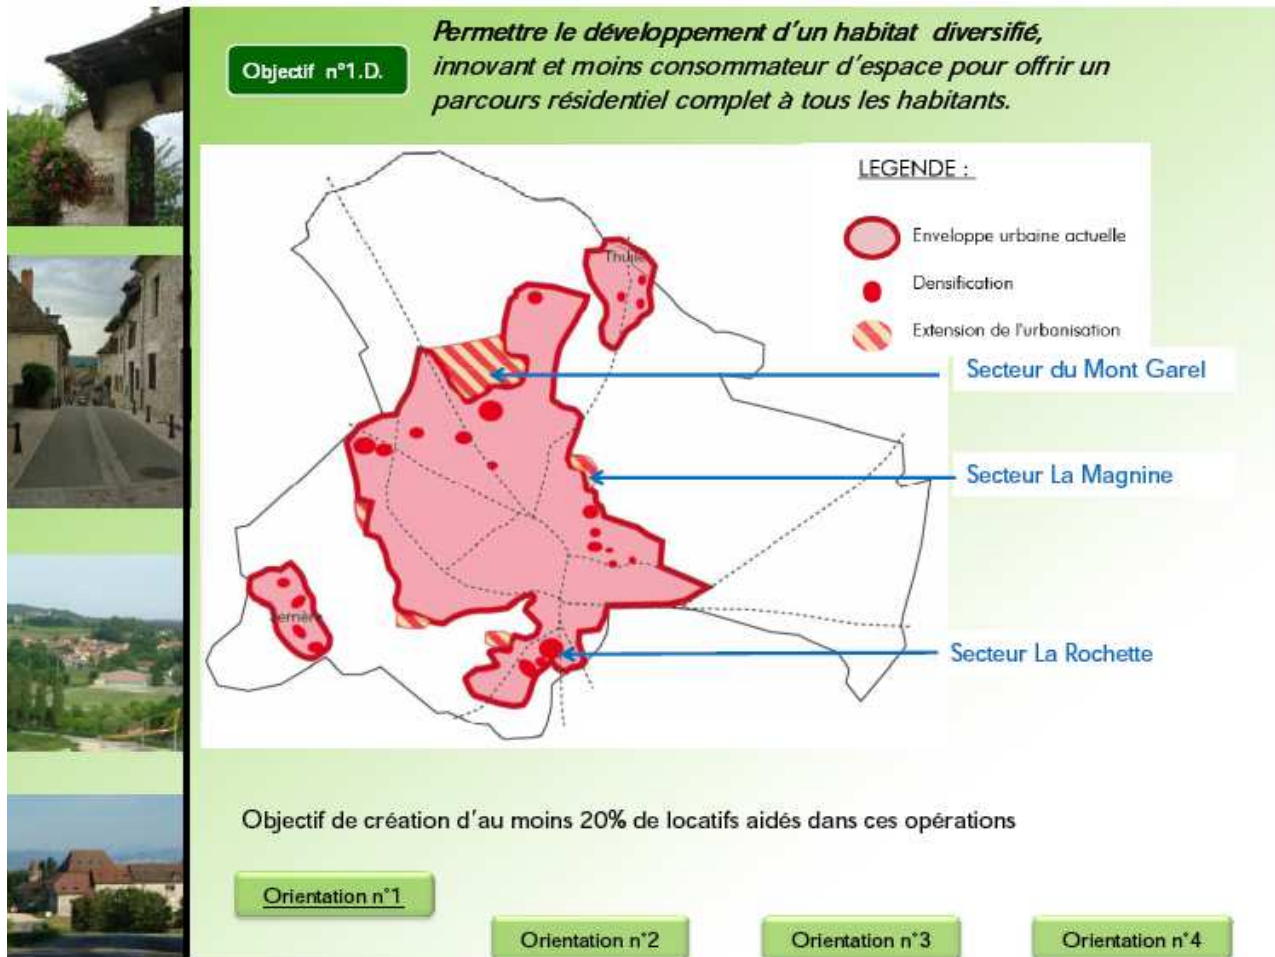 Objectif n°1.D.
Permettre le développement d'un habitat diversifié,
innovant et moins consommateur d'espace pour offrir un
parcours résidentiel complet à tous les habitants.
LEGENDE :
Enveloppe urbaine actuelle
Densification
Extension de l'urbanisation
Secteur du Mont Garel
Secteur La Magnine
Secteur La Rochette
Objectif de création d'au moins 20% de locatifs aidés dans ces opérations
Orientation n°1
Orientation n°2
Orientation n°3
Orientation n°4